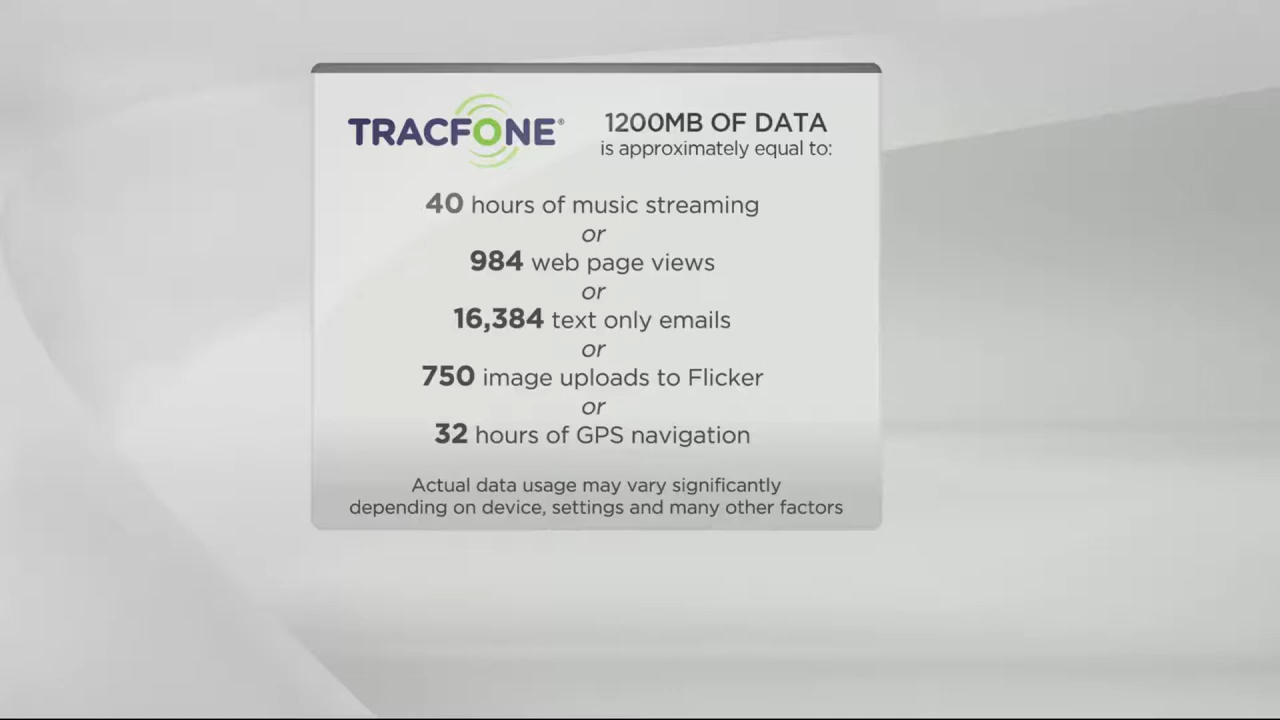 TRACFONE®
1200MB OF DATA
is approximately equal to:
40 hours of music streaming
or
984 web page views
or
16,384 text only emails
or
750 image uploads to Flicker
or
32 hours of GPS navigation
Actual data usage may vary significantly
depending on device, settings and many other factors